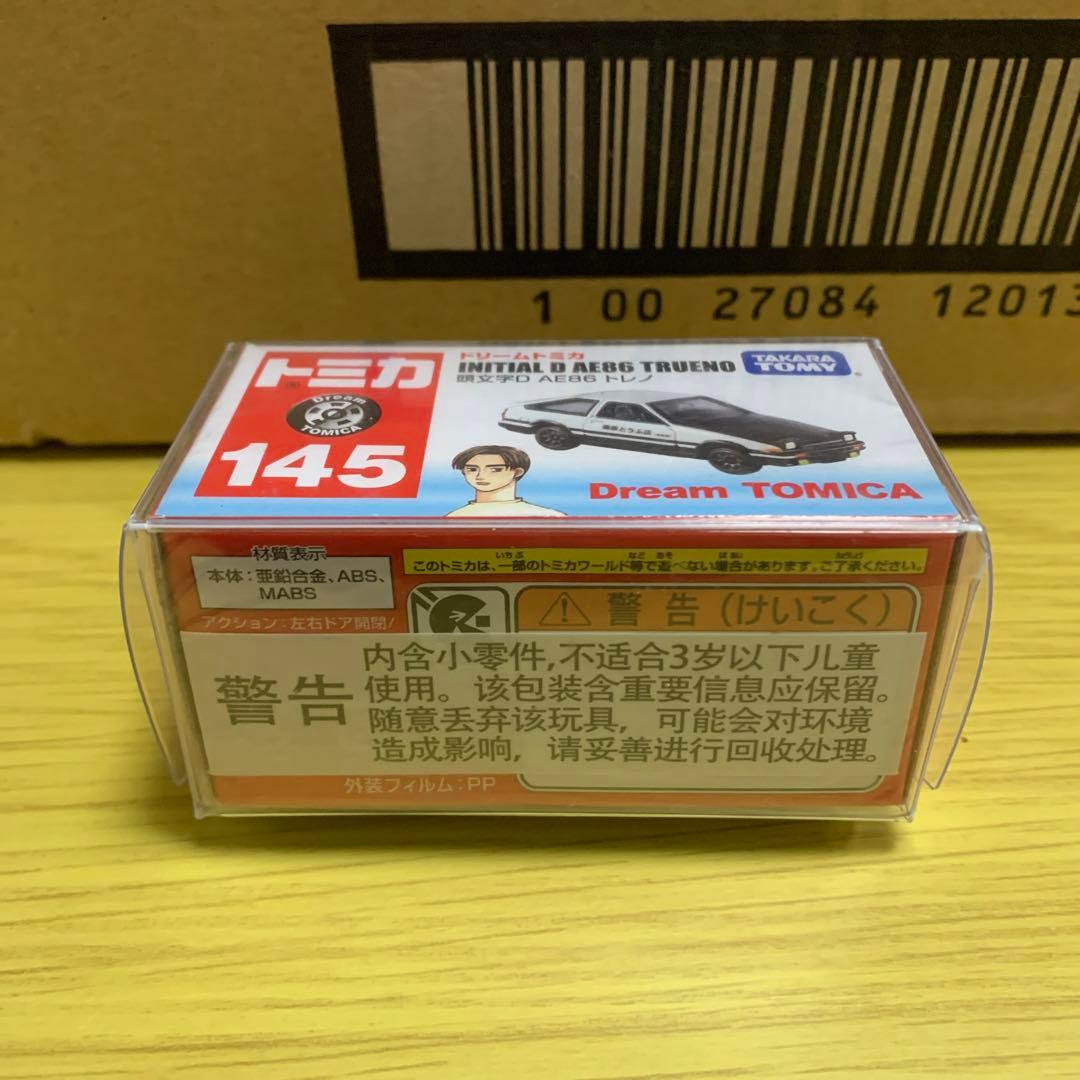 1 00 27084 12013
トミカ
Dream
TOMICA
145
ドリームトミカ
INITIAL D AE86 TRUENO
頭文字D AE86 トレノ
TAKARA
TOMY
Dream TOMICA
材質表示
本体:亜鉛合金、ABS、
MABS
アクション:左右ドア開閉/
このトミカは、一部のトミカワールド等で遊べない場合があります。ご了承ください。
警告(けいこく)
警告
内含小零件,不适合3岁以下儿童
使用。该包装含重要信息应保留。
随意丢弃该玩具,可能会对环境
造成影响,请妥善进行回收处理。
外装フィルム:PP